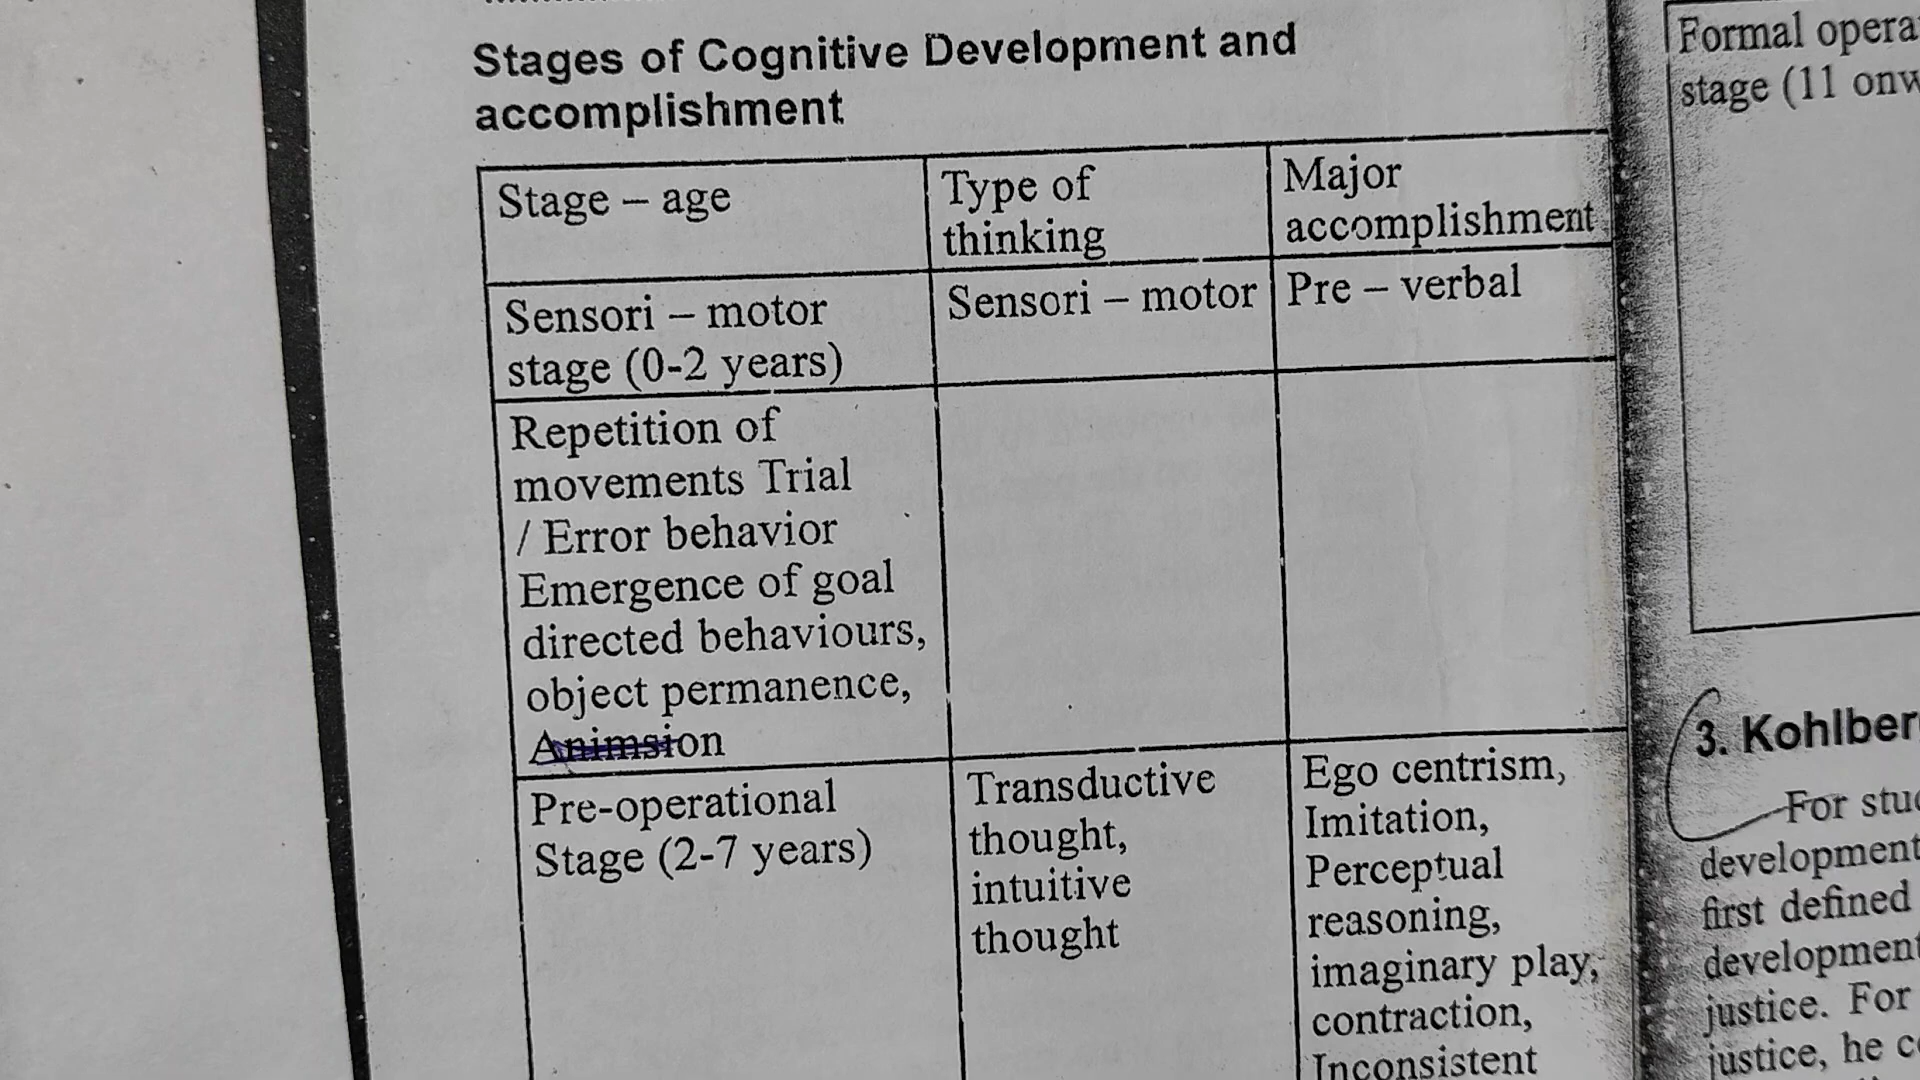 Stages of Cognitive Development and
accomplishment
Stage – age
Type of
thinking
Major
accomplishment
Sensori – motor
stage (0-2 years)
Sensori – motor
Pre – verbal
Repetition of
movements Trial
/ Error behavior
Emergence of goal
directed behaviours,
object permanence,
Animsion
Pre-operational
Stage (2-7 years)
Transductive
thought,
intuitive
thought
Ego centrism,
Imitation,
Perceptual
reasoning,
imaginary play,
contraction,
Inconsistent
Formal opera
stage (11 onw
3. Kohlber
For stud
development
first defined
development
justice. For
justice, he c